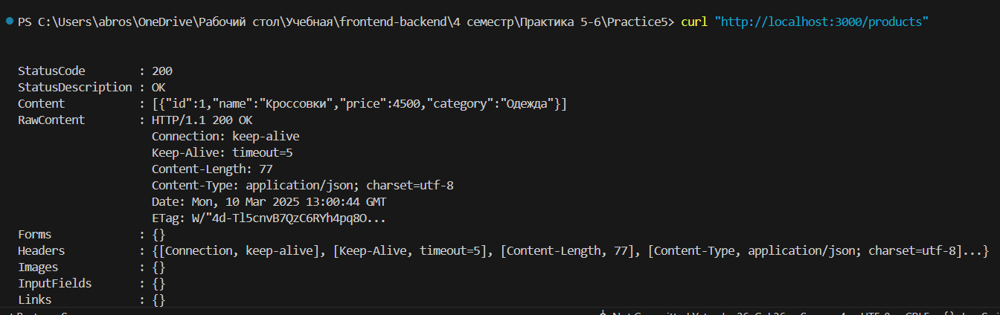 PS C:\Users\abros\OneDrive\Рабочий стол\Учебная\frontend-backend\4 семестр\Практика 5-6\Practice5> curl "http://localhost:3000/products"
StatusCode : 200
StatusDescription : OK
Content : [{"id":1,"name":"Кроссовки","price":4500,"category":"Одежда"}]
RawContent : HTTP/1.1 200 OK
Connection: keep-alive
Keep-Alive: timeout=5
Content-Length: 77
Content-Type: application/json; charset=utf-8
Date: Mon, 10 Mar 2025 13:00:44 GMT
ETag: W/"4d-Tl5cnvB7QzC6RYh4pq8O...
Forms : {}
Headers : {[Connection, keep-alive], [Keep-Alive, timeout=5], [Content-Length, 77], [Content-Type, application/json; charset=utf-8]...}
Images : {}
InputFields : {}
Links : {}